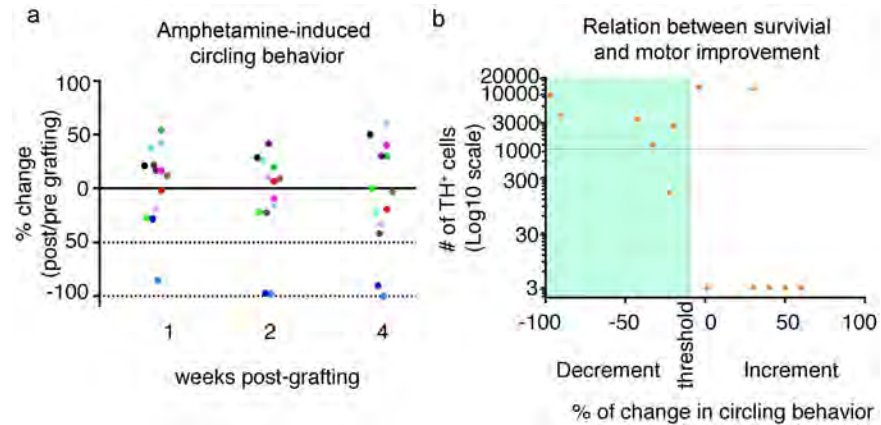 a
Amphetamine-induced
circling behavior
% change
(post/pre grafting)
100
50
0
50
-100
1 2 4
weeks post-grafting
b
Relation between survivial
and motor improvement
# of TH+ cells
(Log10 scale)
20000
10000
3000
1000
300
30
3
-100 -50 0 50 100
threshold
Decrement Increment
% of change in circling behavior